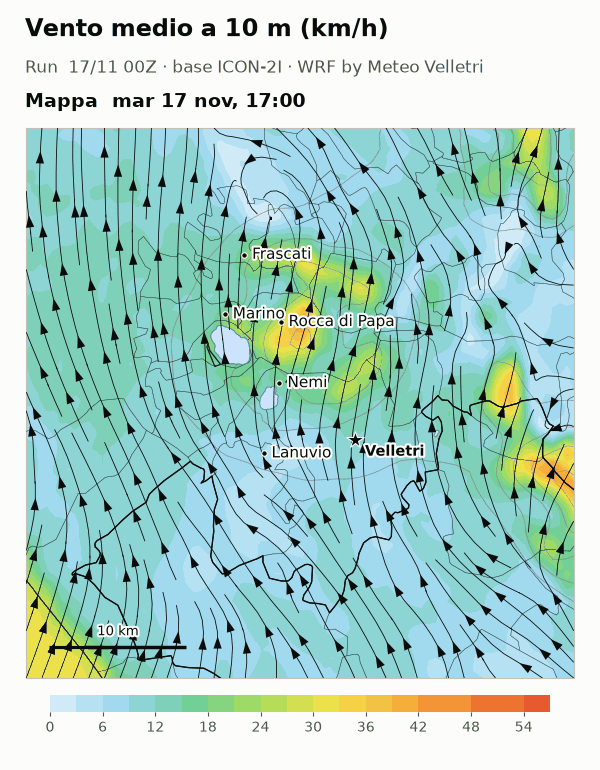 Vento medio a 10 m (km/h)
Run  17/11 00Z · base ICON-2I · WRF by Meteo Velletri
Mappa  mar 17 nov, 17:00
Frascati
Marino
Rocca di Papa
Nemi
Velletri
Lanuvio
10 km
0 6 12 18 24 30 36 42 48 54